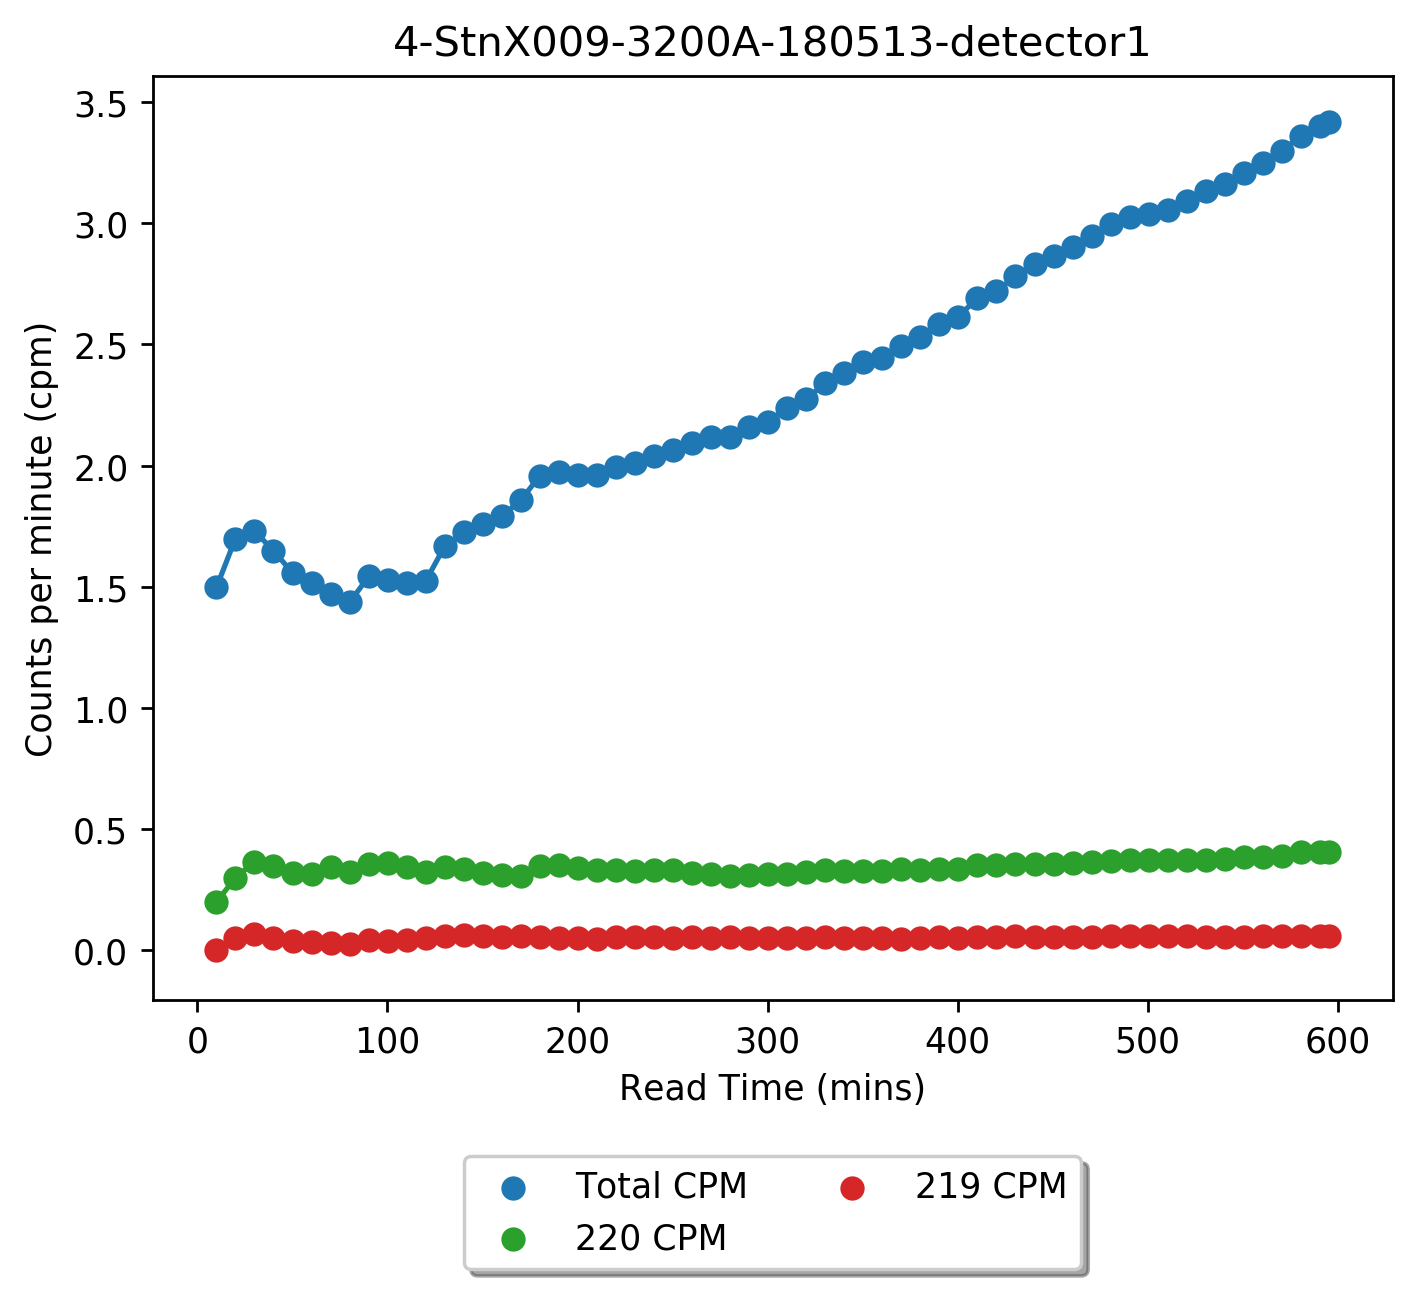 4-StnX009-3200A-180513-detector1
Counts per minute (cpm)
3.5
3.0
2.5
2.0
1.5
1.0
0.5
0.0
0 100 200 300 400 500 600
Read Time (mins)
Total CPM 219 CPM
220 CPM